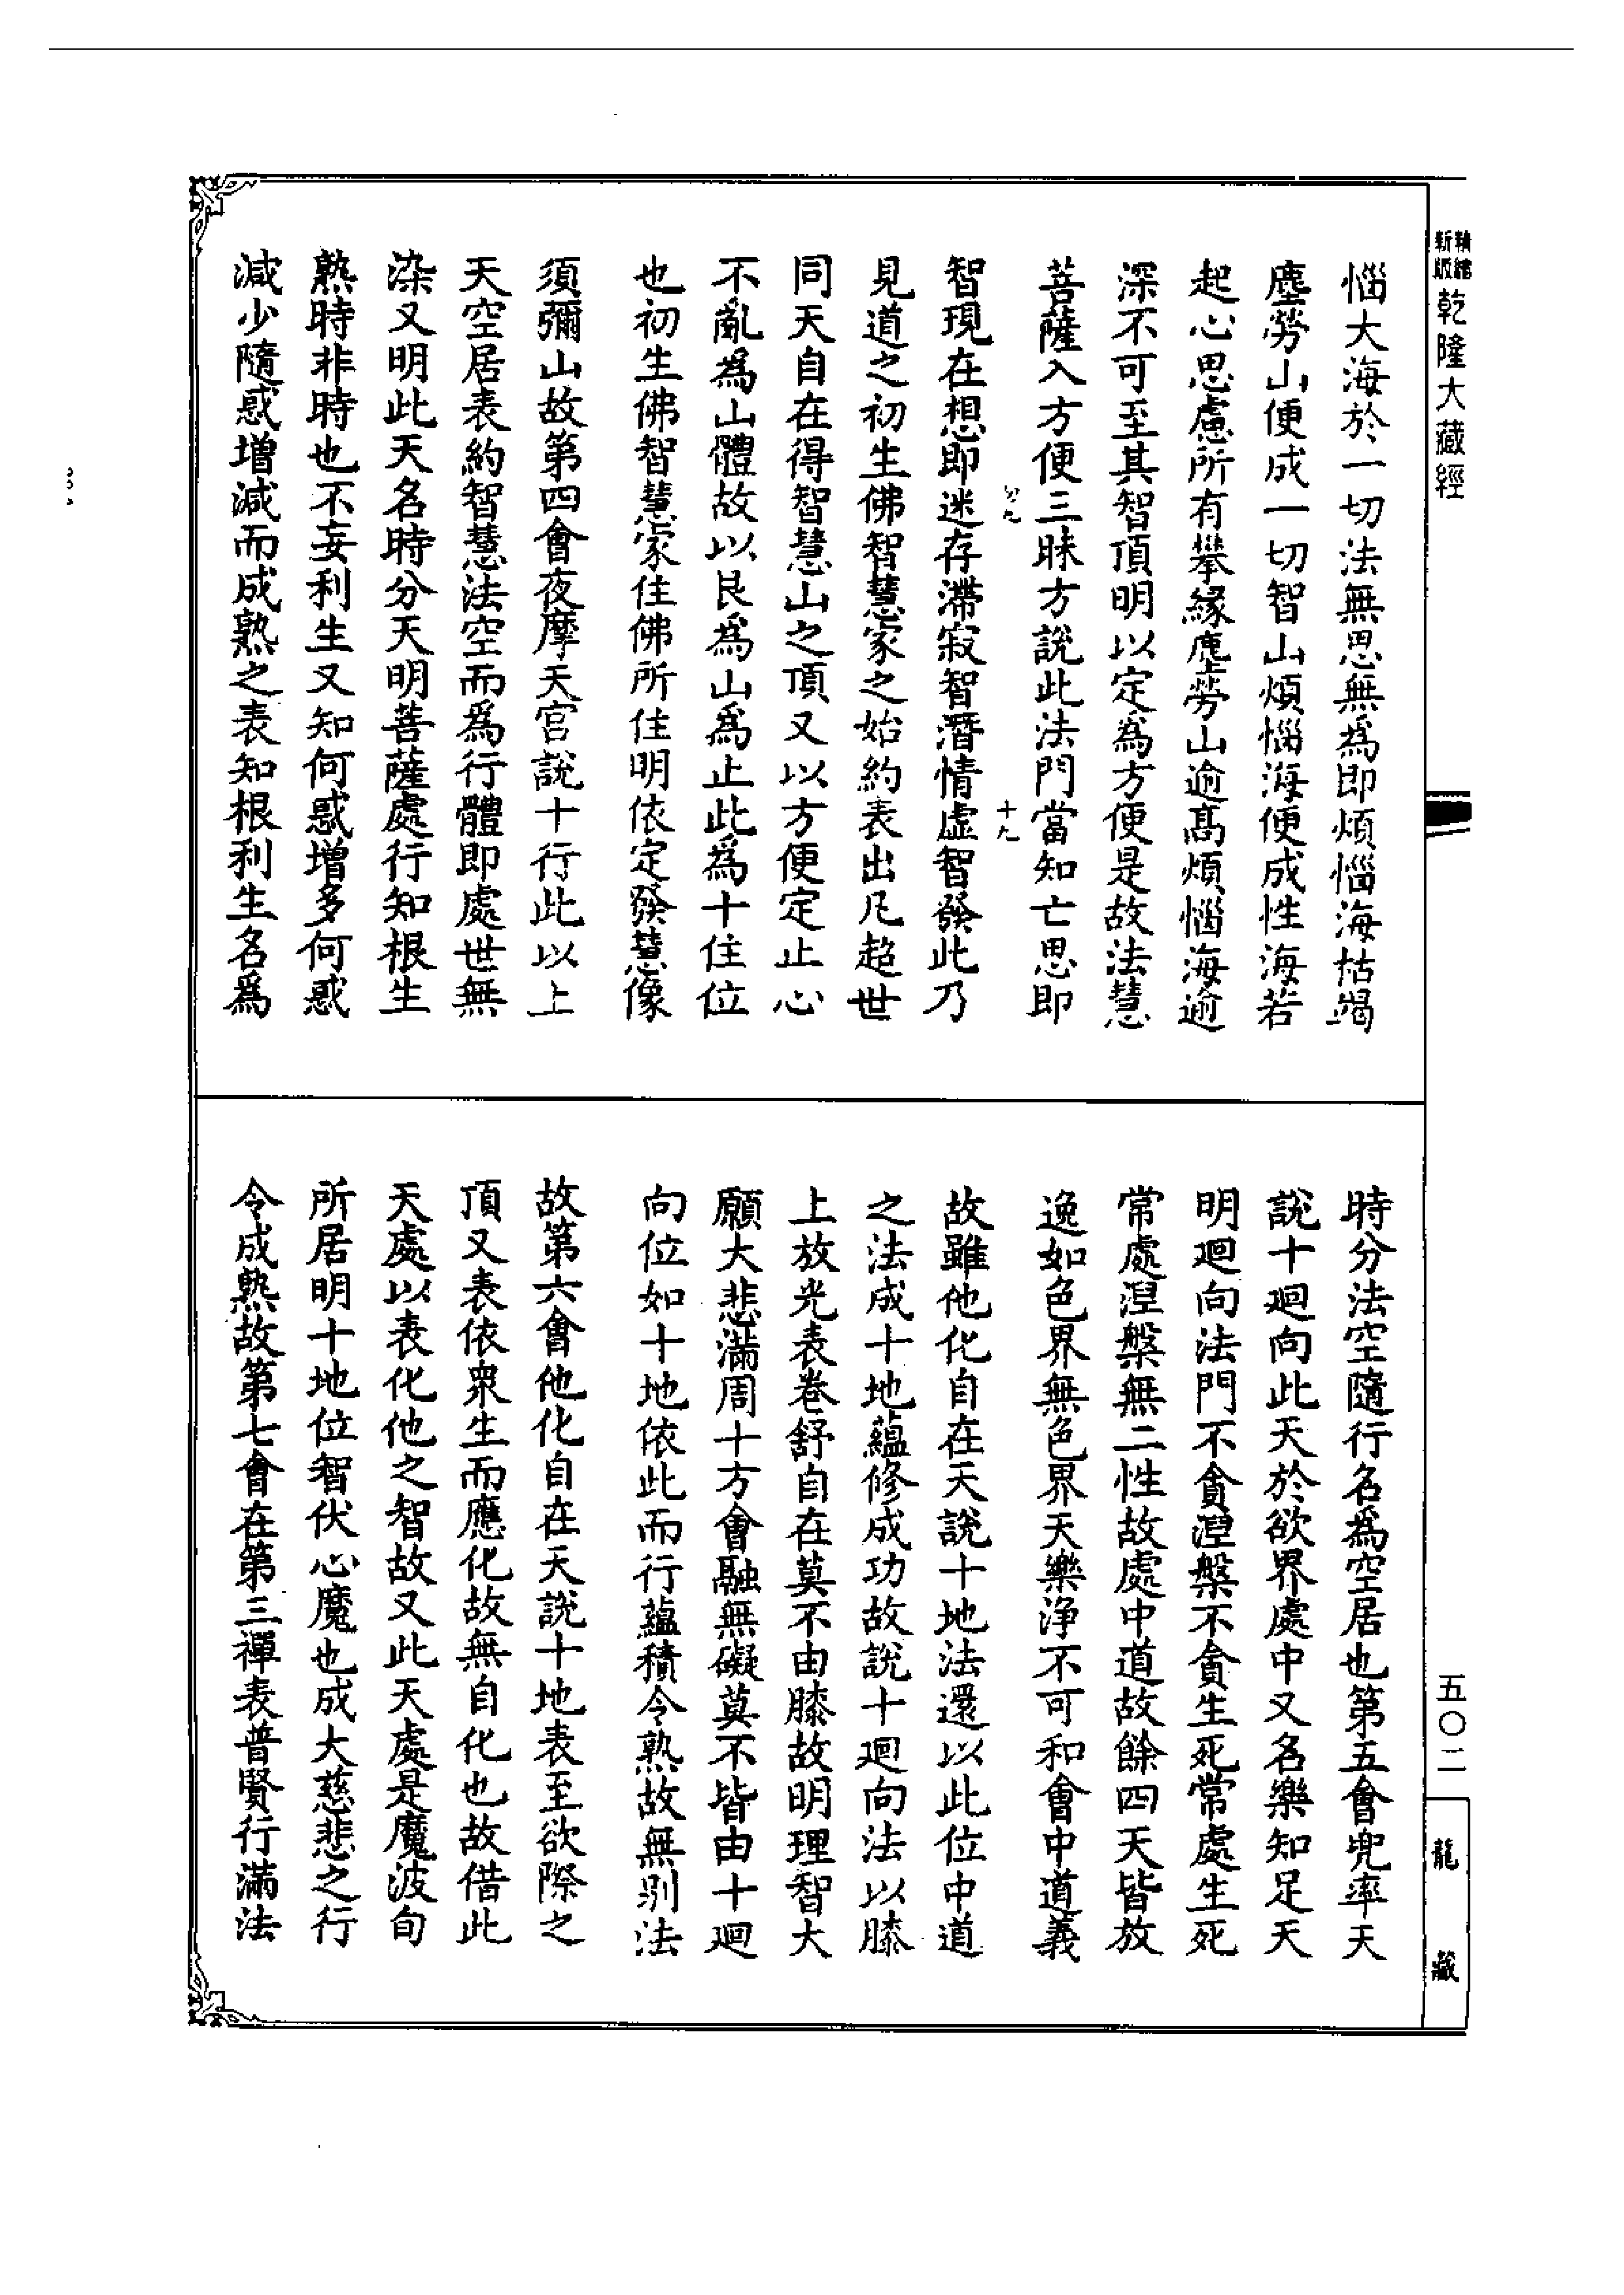 精縮
新版
乾隆大藏經
惱大海於一切法無思無為即煩惱海枯竭
塵勞山便成一切智山煩惱海便成性海若
起心思慮所有攀緣塵勞山逾高煩惱海逾
深不可至其智頂明以定為方便是故法慧
菩薩入方便三昧方說此法門當知亡思即
智現在想即迷存滯寂智潛情虛智發此乃
見道之初生佛智慧家之始約表出凡超世
同天自在得智慧山之頂又以方便定止心
不亂為山體故以艮為山為止此為十住位
也初生佛智慧家住佛所住明依定發慧像
須彌山故第四會夜摩天宮說十行此以上
天空居表約智慧法空而為行體即處世無
染又明此天名時分天明菩薩處行知根生
熟時非時也不妄利生又知何惑增多何惑
減少隨惑增減而成熟之表知根利生名為
時分法空隨行名為空居也第五會兜率天
說十迴向此天於欲界處中又名樂知足天
明迴向法門不貪涅槃不貪生死常處生死
常處涅槃無二性故處中道故餘四天皆放
逸如色界無色界天樂淨不可和會中道義
故雖他化自在天說十地法還以此位中道
之法成十地蘊修成功故說十迴向法以膝
上放光表卷舒自在莫不由膝故明理智大
願大悲滿周十方會融無礙莫不皆由十迴
向位如十地依此而行蘊積令熟故無別法
故第六會他化自在天說十地表至欲際之
頂又表依眾生而應化故無自化也故借此
天處以表化他之智故又此天處是魔波旬
所居明十地位智伏心魔也成大慈悲之行
令成熟故第七會在第三禪表普賢行滿法
十九
五〇二
龍藏